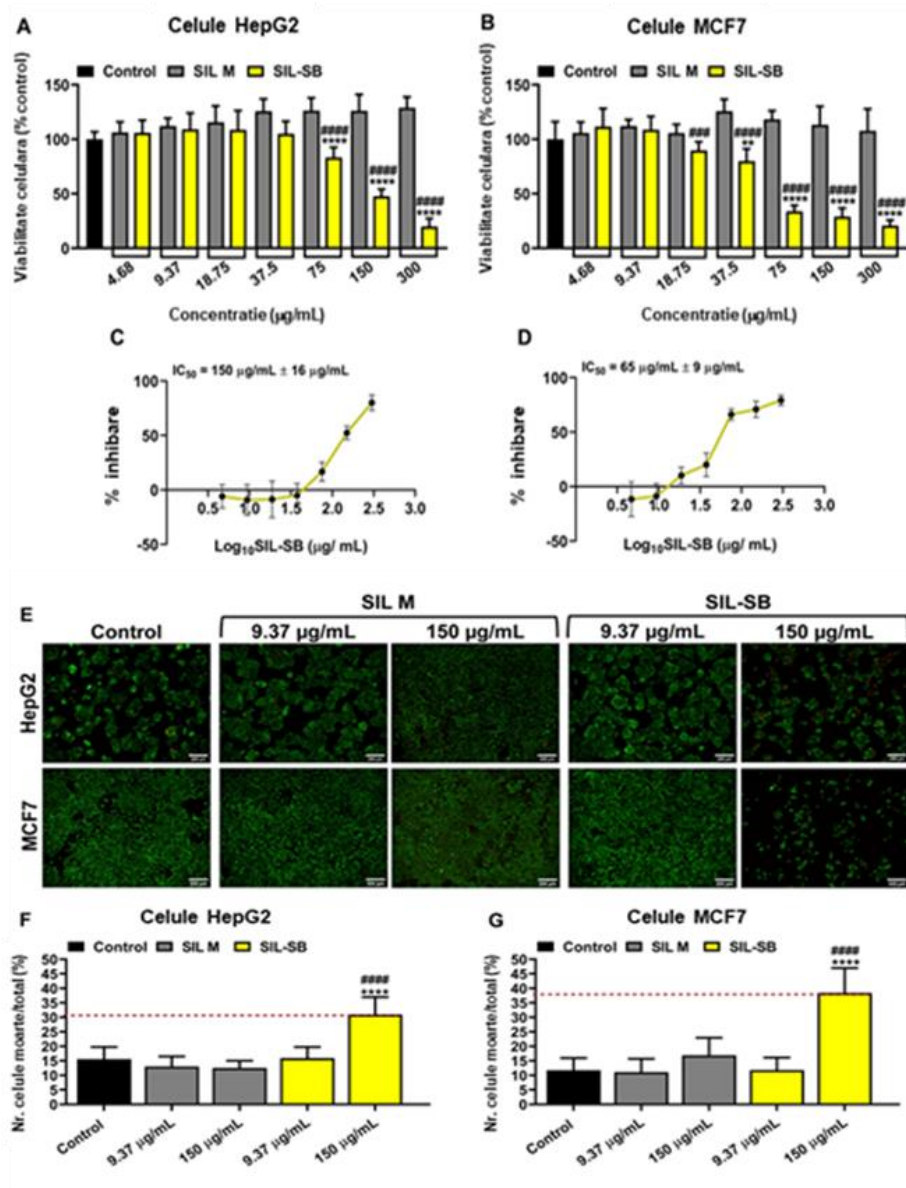 A Celule HepG2
Control SIL M SIL-SB
Viabilitate celulara (% control)
150
100
50
0
####
****
####
****
####
****
4.68 9.37 18.75 37.5 75 150 300
Concentratie (µg/mL)
B Celule MCF7
Control SIL M SIL-SB
Viabilitate celulara (% control)
150
100
50
0
###
####
**
####
****
####
****
####
****
4.68 9.37 18.75 37.5 75 150 300
Concentratie (µg/mL)
C
IC50 = 150 µg/mL ± 16 µg/mL
% inhibare
100
50
0
-50
0.5 1.0 1.5 2.0 2.5 3.0
Log10SIL-SB (µg/ mL)
D
IC50 = 65 µg/mL ± 9 µg/mL
% inhibare
100
50
0
-50
0.5 1.0 1.5 2.0 2.5 3.0
Log10SIL-SB (µg/ mL)
E
SIL M SIL-SB
Control 9.37 µg/mL 150 µg/mL 9.37 µg/mL 150 µg/mL
HepG2
MCF7
F Celule HepG2
Control SIL M SIL-SB
Nr. celule moarte/total (%)
50
45
40
35
30
25
20
15
10
5
0
####
****
Control 9.37 µg/mL 150 µg/mL 9.37 µg/mL 150 µg/mL
G Celule MCF7
Control SIL M SIL-SB
Nr. celule moarte/total (%)
50
45
40
35
30
25
20
15
10
5
0
####
****
Control 9.37 µg/mL 150 µg/mL 9.37 µg/mL 150 µg/mL